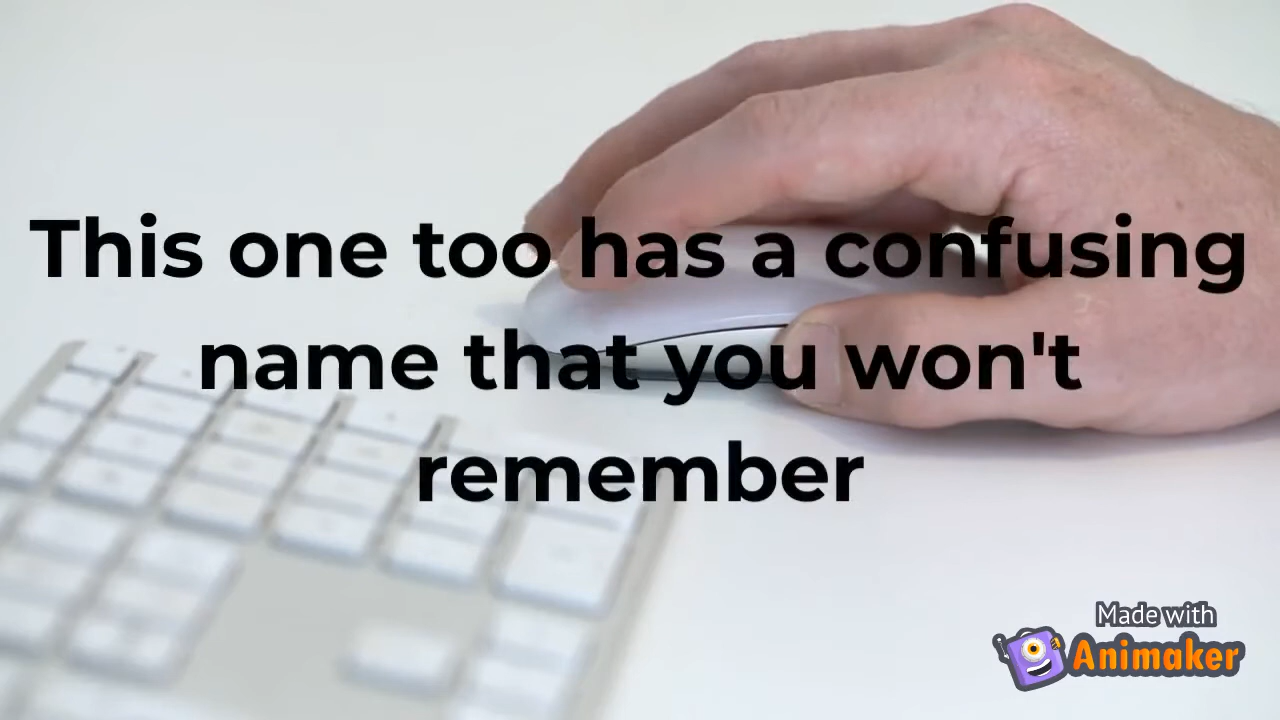 This one too has a confusing
name that you won't
remember
Made with
Animaker